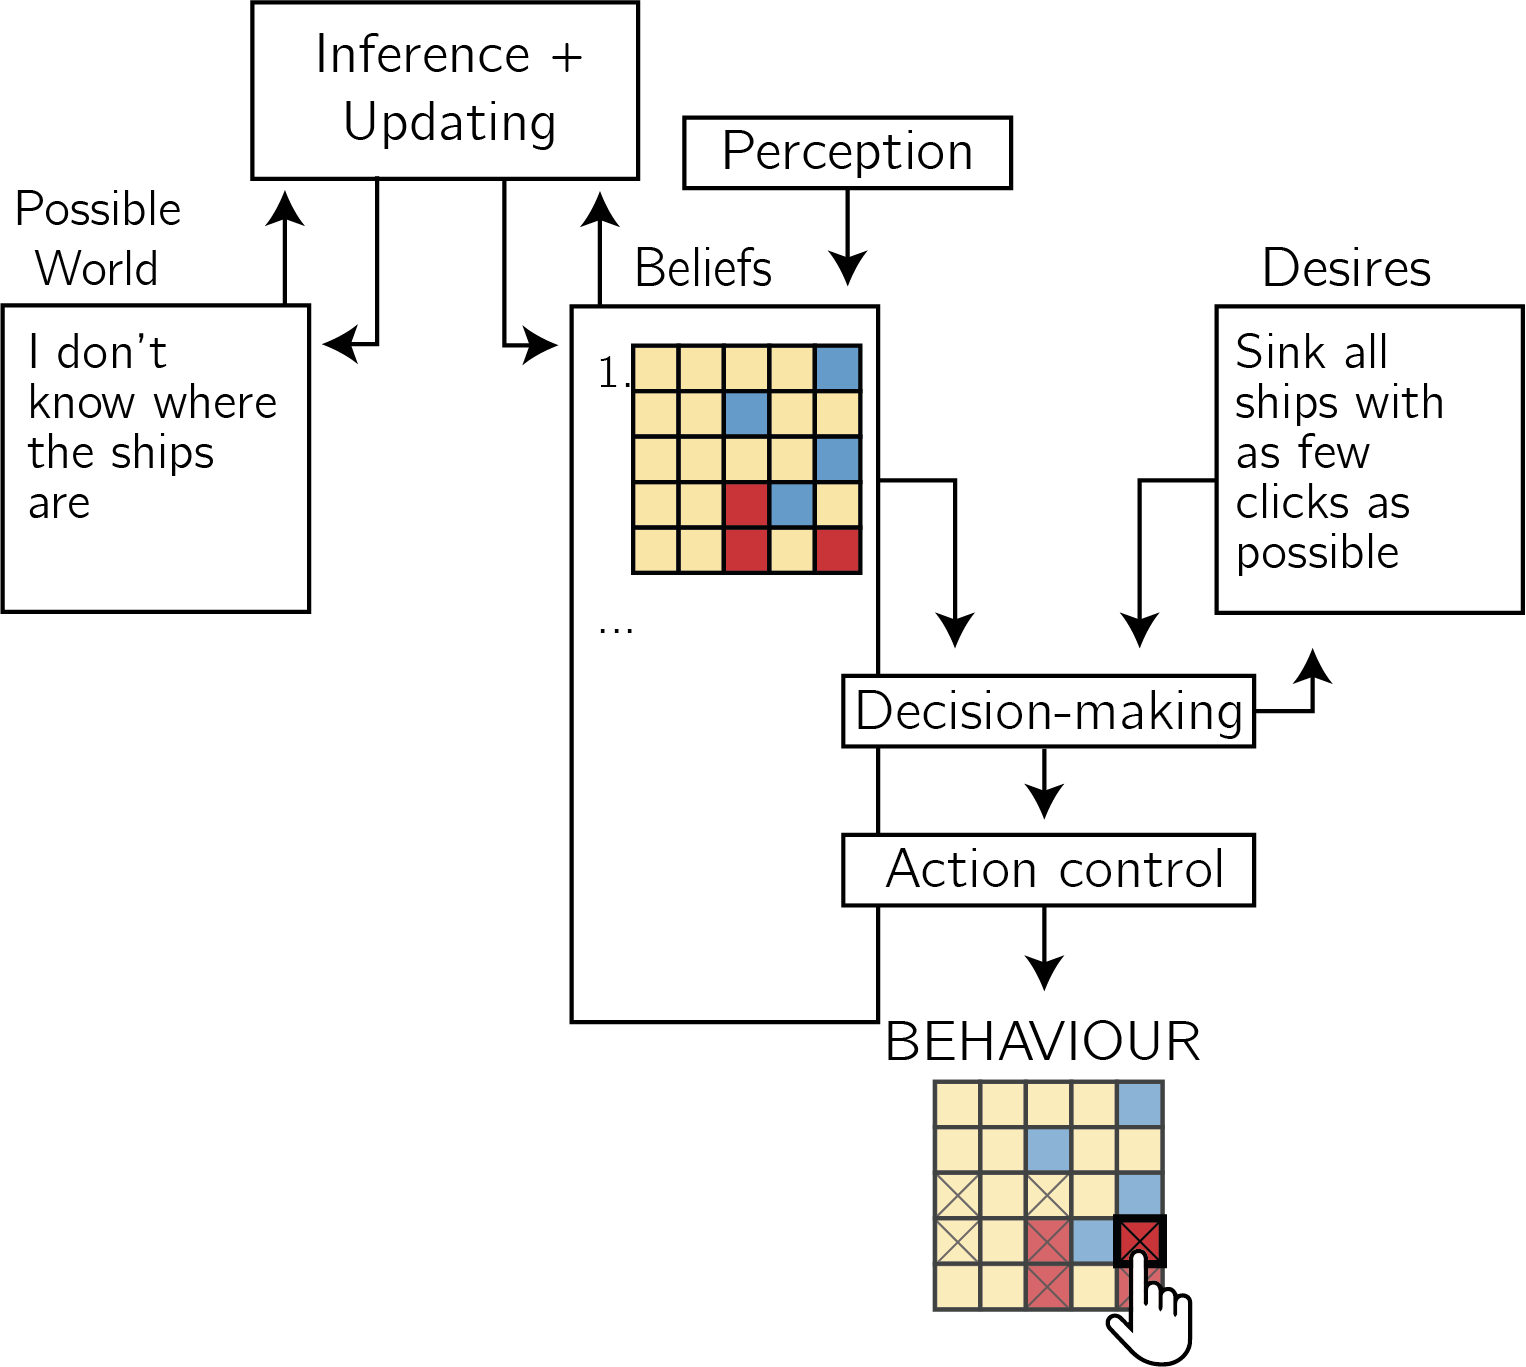 Inference +
Updating
Perception
Possible
World
Beliefs
Desires
I don't
know where
the ships
are
1.
...
Sink all
ships with
as few
clicks as
possible
Decision-making
Action control
BEHAVIOUR